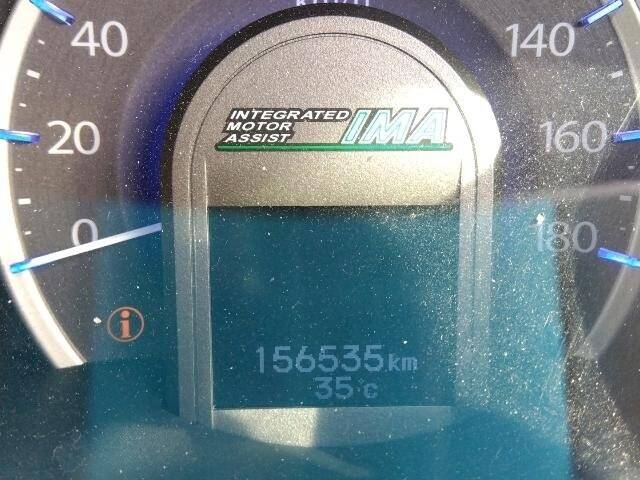 40
140
INTEGRATED
MOTOR
ASSIST
IMA
20
160
0
180
i
156535km
35°c